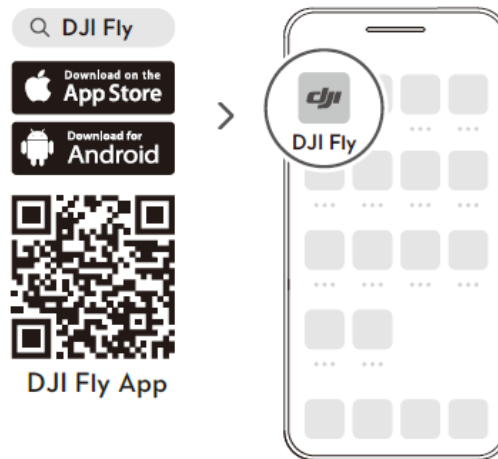 DJI Fly
Download on the
App Store
Download for
Android
DJI Fly App
dji
DJI Fly